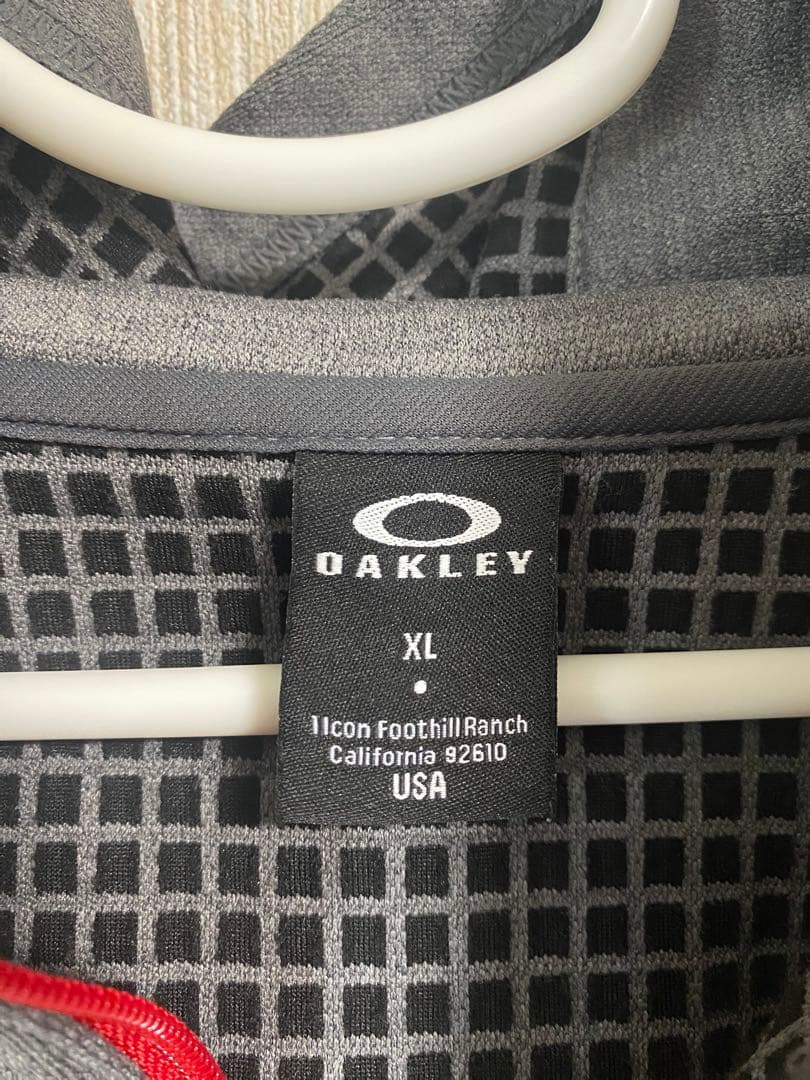 OAKLEY
XL
1 Icon Foothill Ranch
California 92610
USA